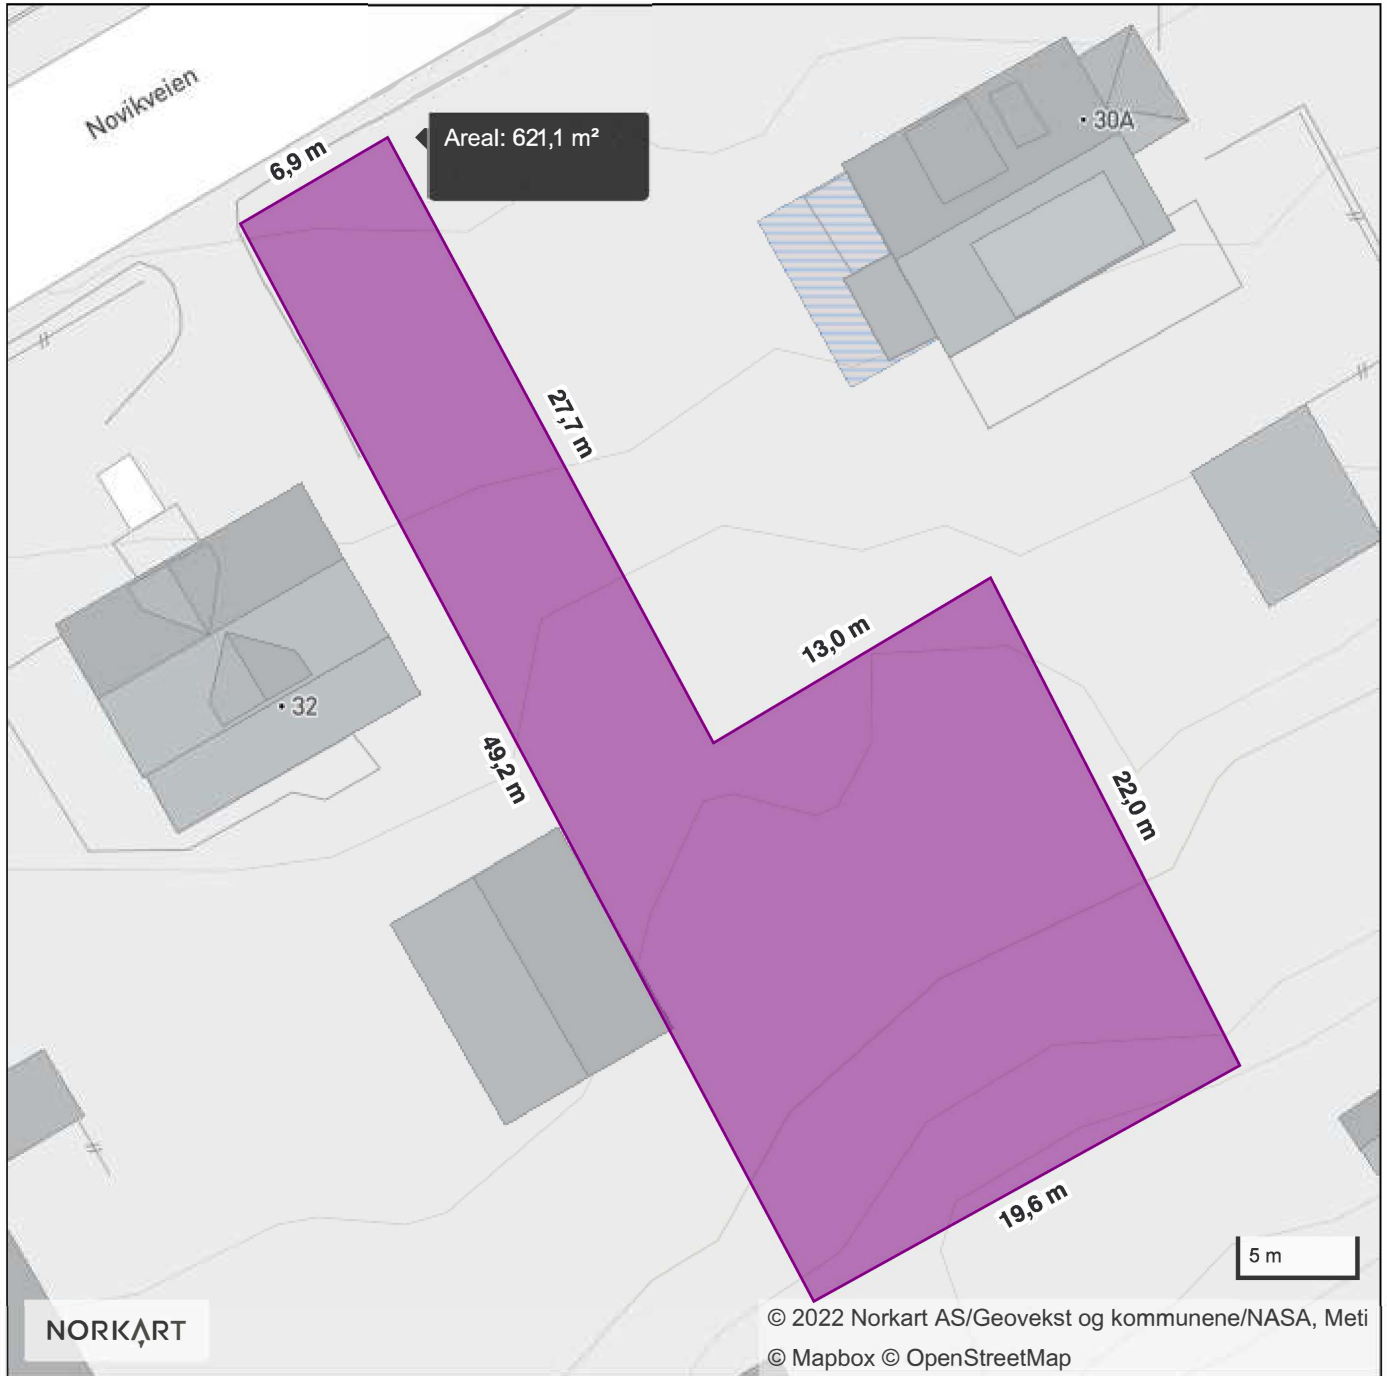 Novikveien
6,9 m
Areal: 621,1 m²
30A
27,7 m
13,0 m
32
49,2 m
22,0 m
19,6 m
5 m
NORKART
© 2022 Norkart AS/Geovekst og kommunene/NASA, Meti
© Mapbox © OpenStreetMap